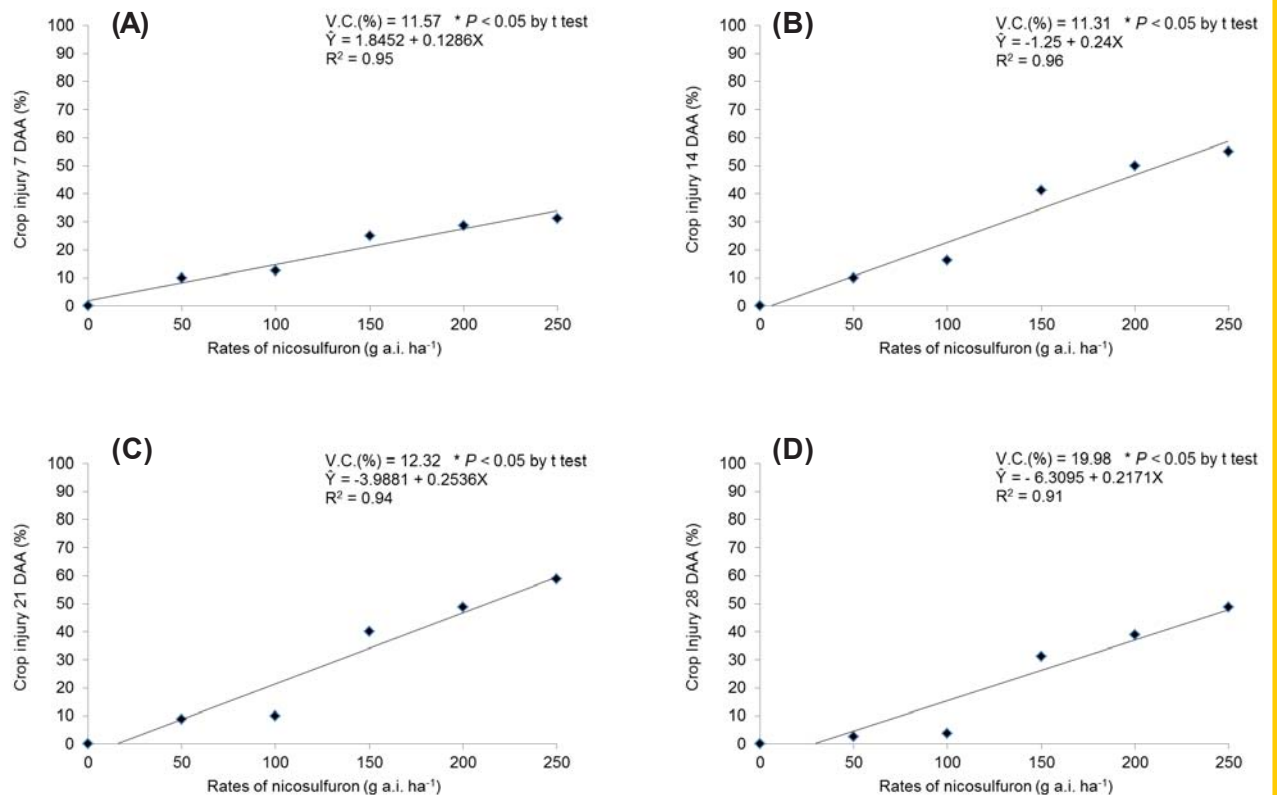 (A)
V.C.(%) = 11.57 * P < 0.05 by t test
Ŷ = 1.8452 + 0.1286X
R² = 0.95
Crop injury 7 DAA (%)
100
90
80
70
60
50
40
30
20
10
0
0 50 100 150 200 250
Rates of nicosulfuron (g a.i. ha⁻¹)
(B)
V.C.(%) = 11.31 * P < 0.05 by t test
Ŷ = -1.25 + 0.24X
R² = 0.96
Crop injury 14 DAA (%)
100
90
80
70
60
50
40
30
20
10
0
0 50 100 150 200 250
Rates of nicosulfuron (g a.i. ha⁻¹)
(C)
V.C.(%) = 12.32 * P < 0.05 by t test
Ŷ = -3.9881 + 0.2536X
R² = 0.94
Crop injury 21 DAA (%)
100
90
80
70
60
50
40
30
20
10
0
0 50 100 150 200 250
Rates of nicosulfuron (g a.i. ha⁻¹)
(D)
V.C.(%) = 19.98 * P < 0.05 by t test
Ŷ = - 6.3095 + 0.2171X
R² = 0.91
Crop Injury 28 DAA (%)
100
90
80
70
60
50
40
30
20
10
0
0 50 100 150 200 250
Rates of nicosulfuron (g a.i. ha⁻¹)